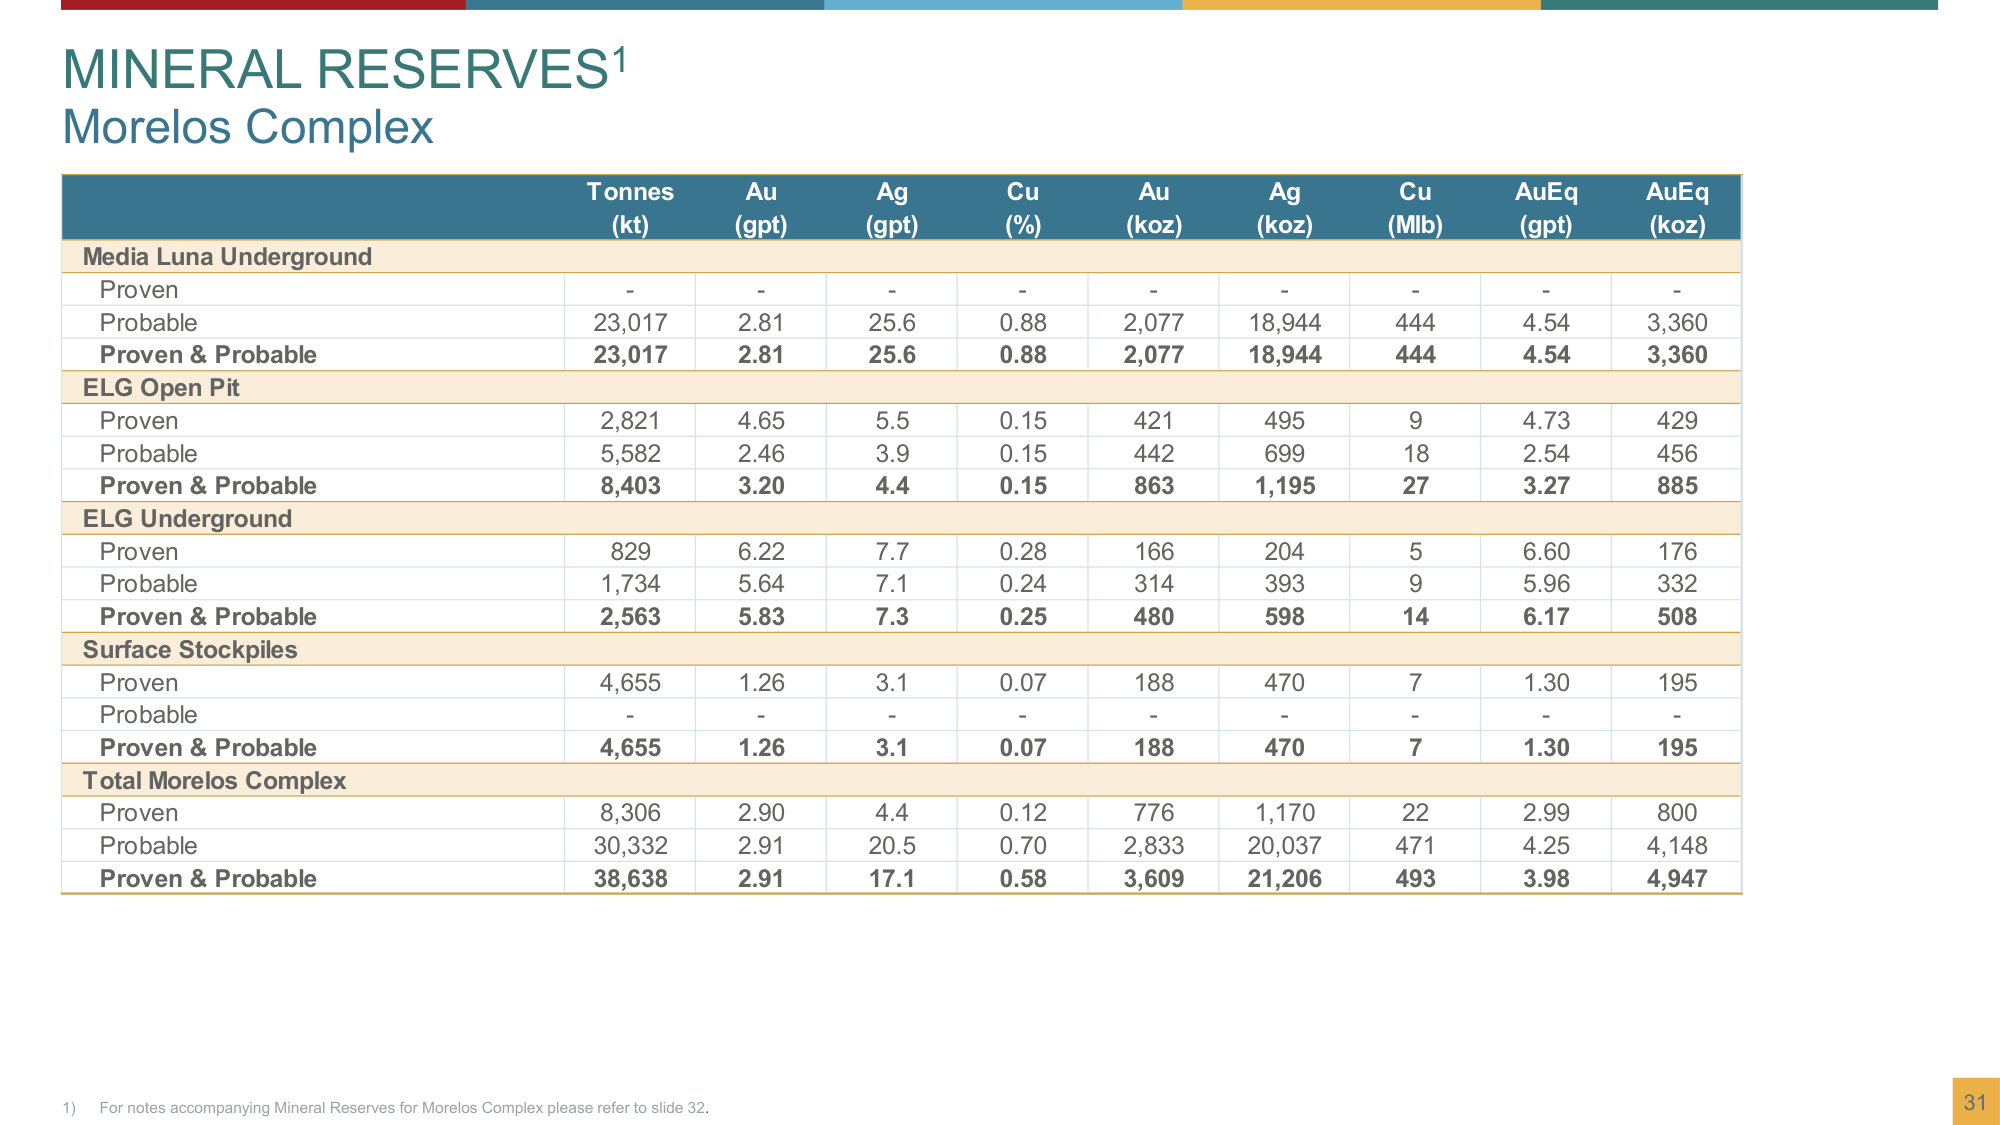 MINERAL RESERVES1
Morelos Complex
Tonnes Au Ag Cu Au Ag Cu AuEq AuEq
(kt) (gpt) (gpt) (%) (koz) (koz) (Mlb) (gpt) (koz)
Media Luna Underground
Proven - - - - - - - - -
Probable 23,017 2.81 25.6 0.88 2,077 18,944 444 4.54 3,360
Proven & Probable 23,017 2.81 25.6 0.88 2,077 18,944 444 4.54 3,360
ELG Open Pit
Proven 2,821 4.65 5.5 0.15 421 495 9 4.73 429
Probable 5,582 2.46 3.9 0.15 442 699 18 2.54 456
Proven & Probable 8,403 3.20 4.4 0.15 863 1,195 27 3.27 885
ELG Underground
Proven 829 6.22 7.7 0.28 166 204 5 6.60 176
Probable 1,734 5.64 7.1 0.24 314 393 9 5.96 332
Proven & Probable 2,563 5.83 7.3 0.25 480 598 14 6.17 508
Surface Stockpiles
Proven 4,655 1.26 3.1 0.07 188 470 7 1.30 195
Probable - - - - - - - - -
Proven & Probable 4,655 1.26 3.1 0.07 188 470 7 1.30 195
Total Morelos Complex
Proven 8,306 2.90 4.4 0.12 776 1,170 22 2.99 800
Probable 30,332 2.91 20.5 0.70 2,833 20,037 471 4.25 4,148
Proven & Probable 38,638 2.91 17.1 0.58 3,609 21,206 493 3.98 4,947
1) For notes accompanying Mineral Reserves for Morelos Complex please refer to slide 32.
31